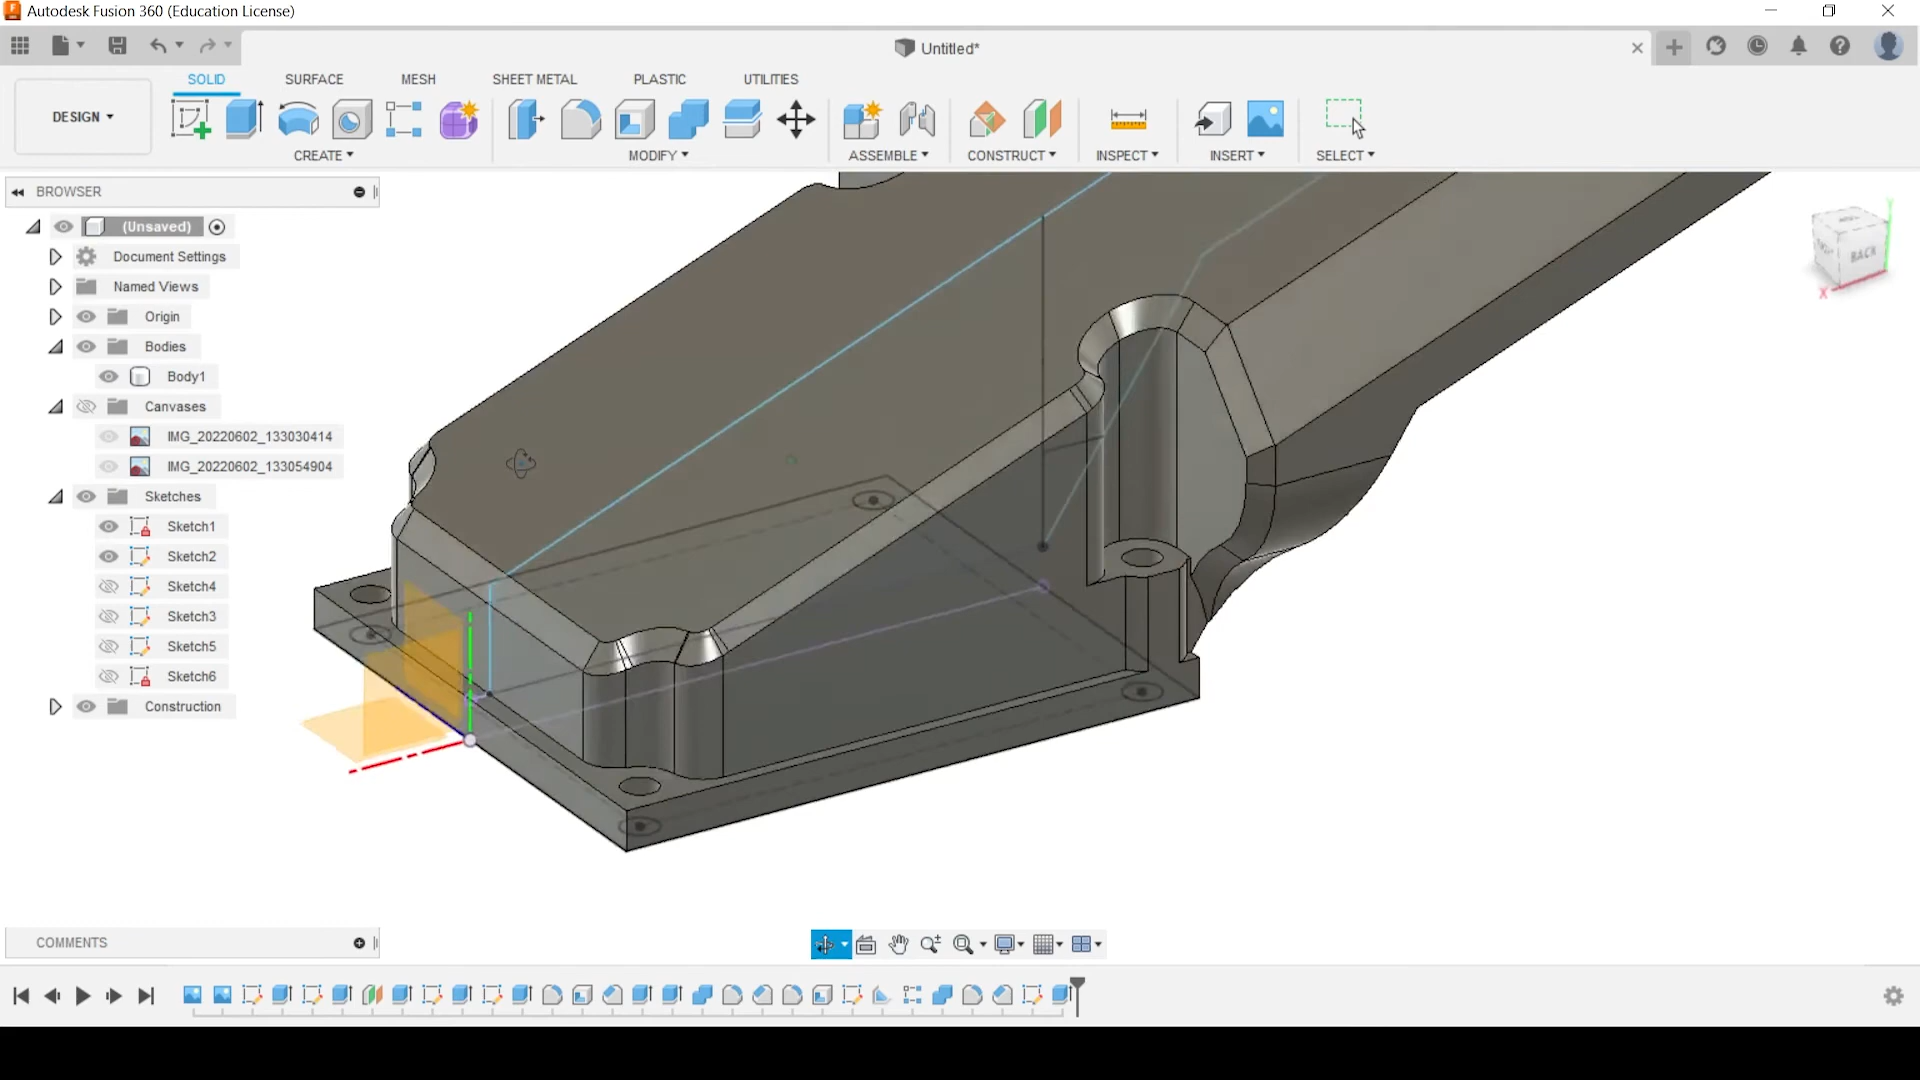 Autodesk Fusion 360 (Education License)
Untitled*
SOLID
SURFACE
MESH
SHEET METAL
PLASTIC
UTILITIES
DESIGN
CREATE
MODIFY
ASSEMBLE
CONSTRUCT
INSPECT
INSERT
SELECT
BROWSER
(Unsaved)
Document Settings
Named Views
Origin
Bodies
Body1
Canvases
IMG_20220602_133030414
IMG_20220602_133054904
Sketches
Sketch1
Sketch2
Sketch4
Sketch3
Sketch5
Sketch6
Construction
BACK
X
Y
COMMENTS